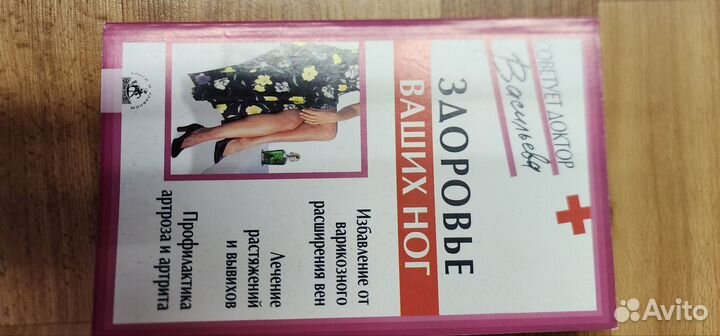 СОВЕТУЕТ ДОКТОР
Васильева
ЗДОРОВЬЕ
ВАШИХ НОГ
Избавление от
варикозного
расширения вен
Лечение
растяжений
и вывихов
Профилактика
артроза и артрита
Avito